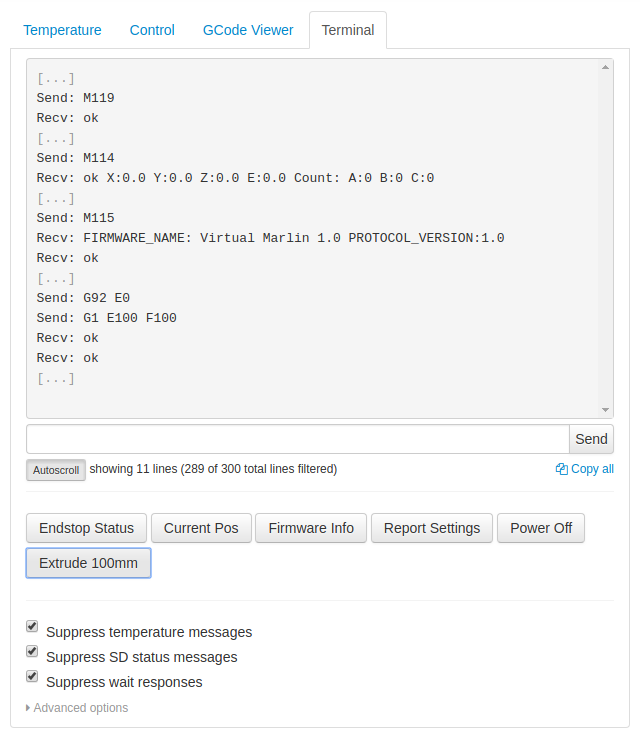 Temperature Control GCode Viewer Terminal
[...]
Send: M119
Recv: ok
[...]
Send: M114
Recv: ok X:0.0 Y:0.0 Z:0.0 E:0.0 Count: A:0 B:0 C:0
[...]
Send: M115
Recv: FIRMWARE_NAME: Virtual Marlin 1.0 PROTOCOL_VERSION:1.0
Recv: ok
[...]
Send: G92 E0
Send: G1 E100 F100
Recv: ok
Recv: ok
[...]
Send
Autoscroll showing 11 lines (289 of 300 total lines filtered) Copy all
Endstop Status Current Pos Firmware Info Report Settings Power Off
Extrude 100mm
Suppress temperature messages
Suppress SD status messages
Suppress wait responses
Advanced options